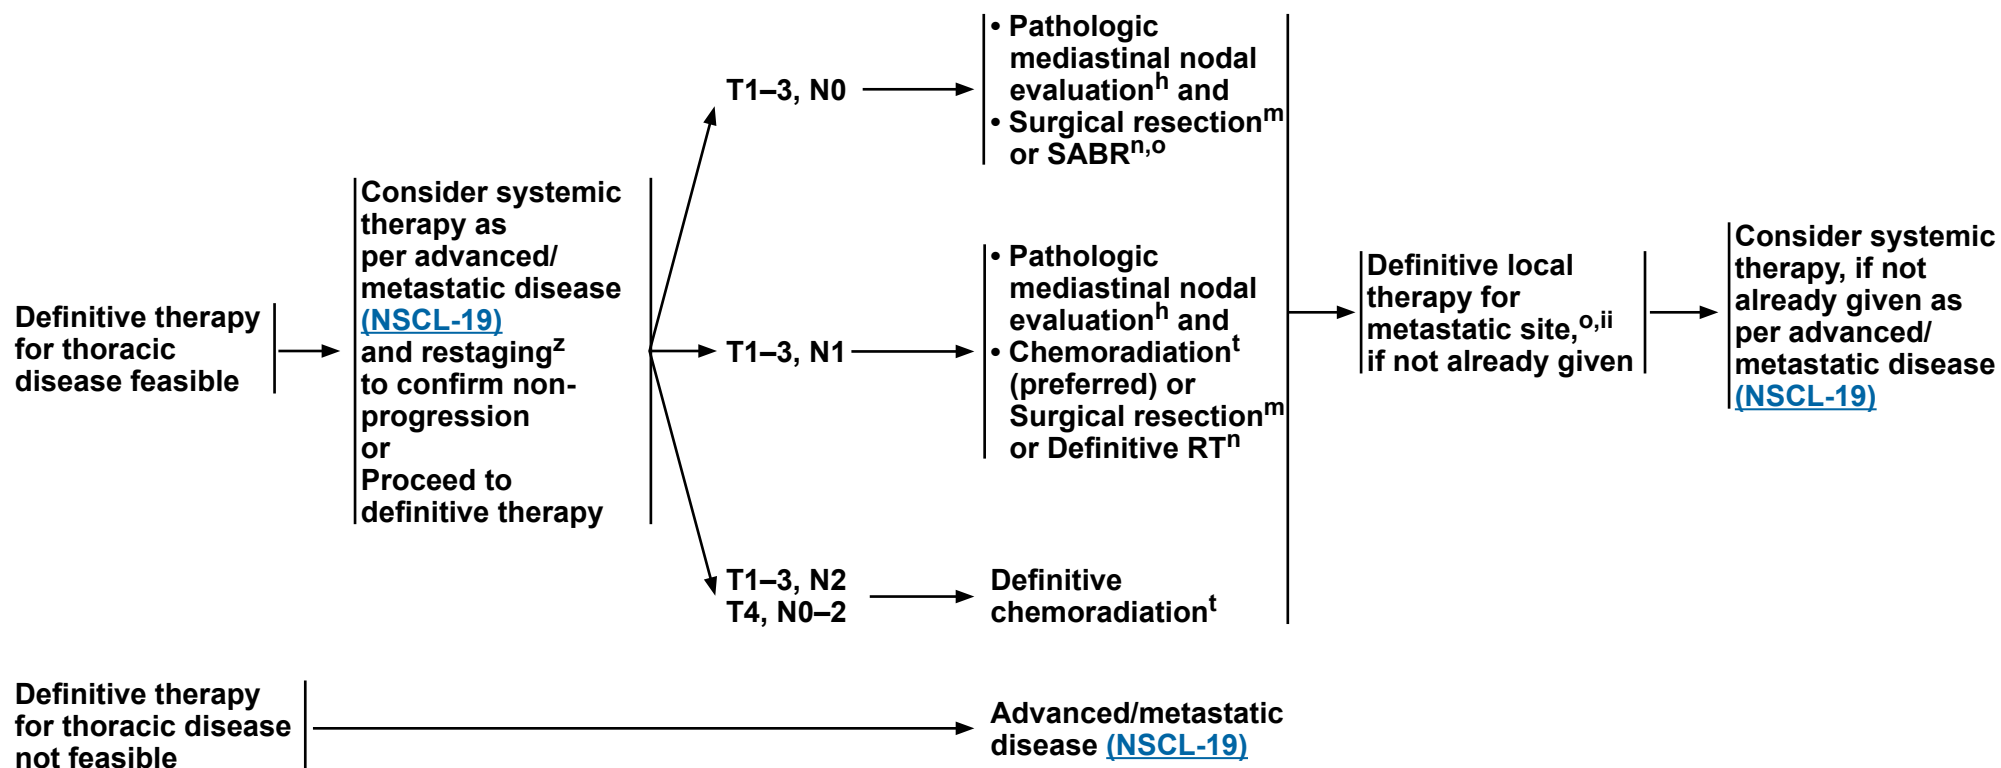 Definitive therapy
for thoracic
disease feasible
Consider systemic
therapy as
per advanced/
metastatic disease
(NSCL-19)
and restagingᶻ
to confirm non-
progression
or
Proceed to
definitive therapy
T1–3, N0
• Pathologic
mediastinal nodal
evaluationʰ and
• Surgical resectionᵐ
or SABRⁿ,ᵒ
T1–3, N1
• Pathologic
mediastinal nodal
evaluationʰ and
• Chemoradiationᵗ
(preferred) or
Surgical resectionᵐ
or Definitive RTⁿ
T1–3, N2
T4, N0–2
Definitive
chemoradiationᵗ
Definitive local
therapy for
metastatic site,ᵒ,ⁱⁱ
if not already given
Consider systemic
therapy, if not
already given as
per advanced/
metastatic disease
(NSCL-19)
Definitive therapy
for thoracic disease
not feasible
Advanced/metastatic
disease (NSCL-19)